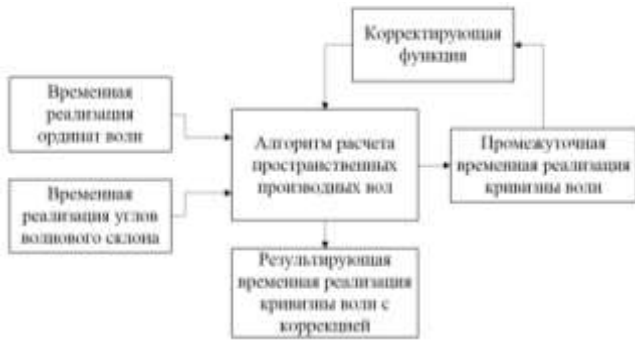 Корректирующая
функция
Временная
реализация
ординат волн
Алгоритм расчета
пространственных
производных вол
Промежуточная
временная реализация
кривизны волн
Временная
реализация углов
волнового склона
Результирующая
временная реализация
кривизны волн с
коррекцией